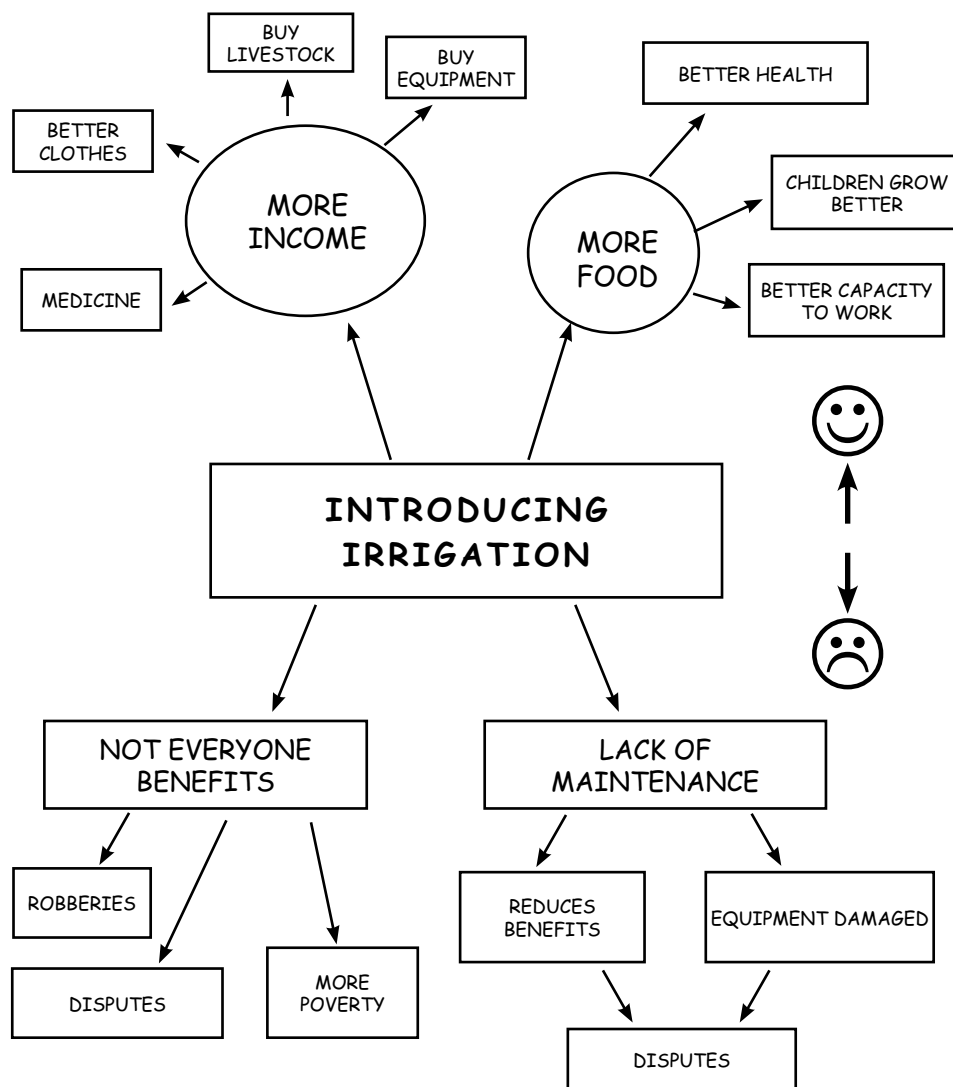 BUY
LIVESTOCK
BUY
EQUIPMENT
BETTER HEALTH
BETTER
CLOTHES
CHILDREN GROW
BETTER
MORE
INCOME
MORE
FOOD
MEDICINE
BETTER CAPACITY
TO WORK
INTRODUCING
IRRIGATION
NOT EVERYONE
BENEFITS
LACK OF
MAINTENANCE
ROBBERIES
REDUCES
BENEFITS
EQUIPMENT DAMAGED
DISPUTES
MORE
POVERTY
DISPUTES